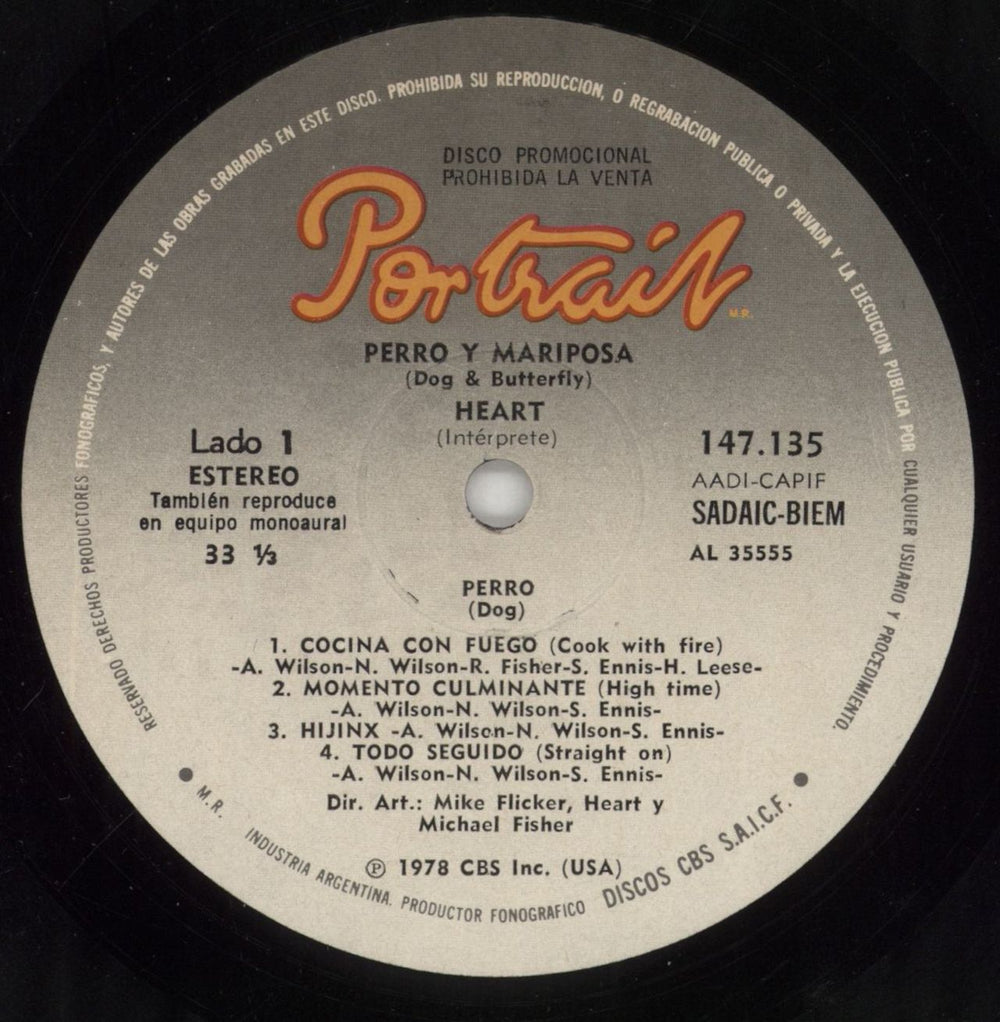 RESERVADO DERECHOS PRODUCTORES FONOGRAFICOS, Y AUTORES DE LAS OBRAS GRABADAS EN ESTE DISCO. PROHIBIDA SU REPRODUCCION, O REGRABACION PUBLICA O PRIVADA Y LA EJECUCION PUBLICA POR CUALQUIER USUARIO Y PROCEDIMIENTO.
DISCO PROMOCIONAL
PROHIBIDA LA VENTA
Portrait
M.R.
PERRO Y MARIPOSA
(Dog & Butterfly)
HEART
(Intérprete)
Lado 1
ESTEREO
También reproduce
en equipo monoaural
33 ⅓
147.135
AADI-CAPIF
SADAIC-BIEM
AL 35555
PERRO
(Dog)
1. COCINA CON FUEGO (Cook with fire)
-A. Wilson-N. Wilson-R. Fisher-S. Ennis-H. Leese-
2. MOMENTO CULMINANTE (High time)
-A. Wilson-N. Wilson-S. Ennis-
3. HIJINX -A. Wilson-N. Wilson-S. Ennis-
4. TODO SEGUIDO (Straight on)
-A. Wilson-N. Wilson-S. Ennis-
Dir. Art.: Mike Flicker, Heart y
Michael Fisher
℗ 1978 CBS Inc. (USA)
• M.R. INDUSTRIA ARGENTINA. PRODUCTOR FONOGRAFICO DISCOS CBS S.A.I.C.F. •